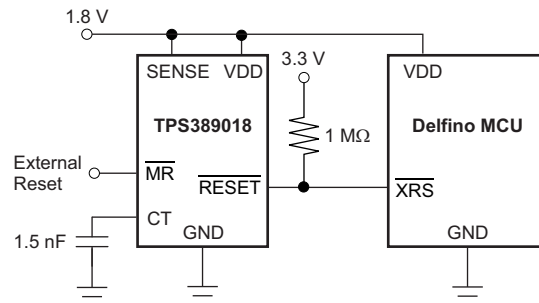 1.8 V
SENSE VDD
3.3 V
VDD
TPS389018
1 MΩ
Delfino MCU
External
Reset
MR
RESET
XRS
CT
1.5 nF
GND
GND